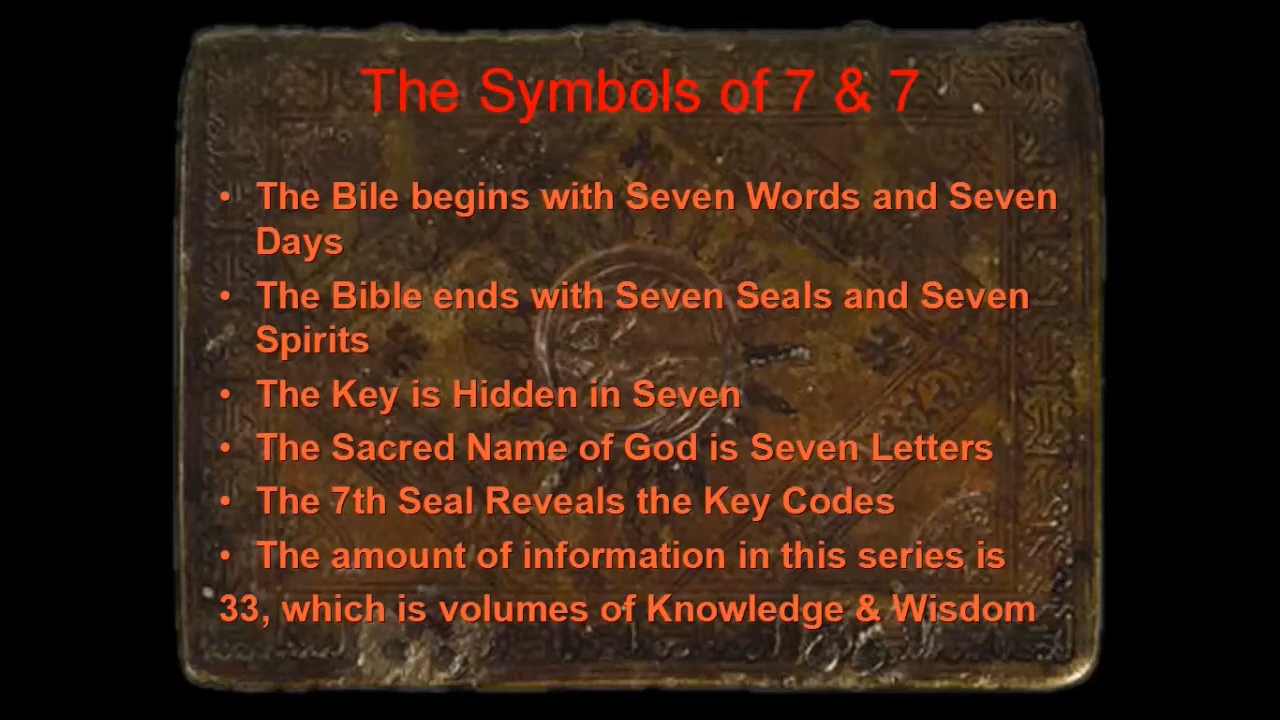 The Symbols of 7 & 7
• The Bile begins with Seven Words and Seven
Days
• The Bible ends with Seven Seals and Seven
Spirits
• The Key is Hidden in Seven
• The Sacred Name of God is Seven Letters
• The 7th Seal Reveals the Key Codes
• The amount of information in this series is
33, which is volumes of Knowledge & Wisdom